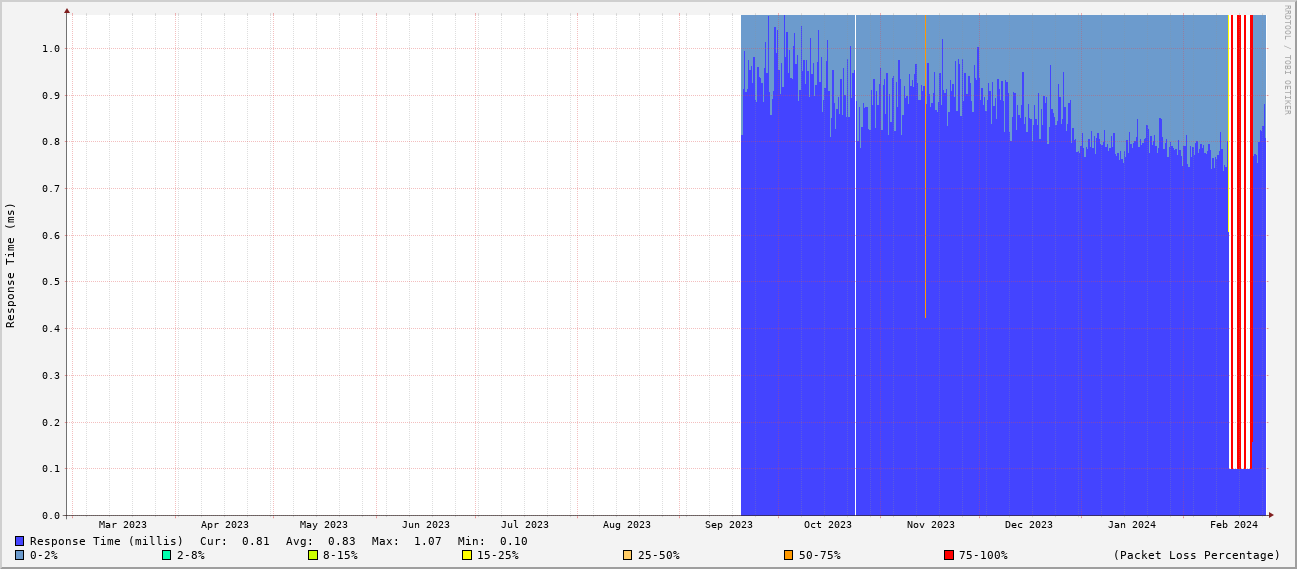 RRDTOOL / TOBI OETIKER
Response Time (ms)
1.0
0.9
0.8
0.7
0.6
0.5
0.4
0.3
0.2
0.1
0.0
Mar 2023 Apr 2023 May 2023 Jun 2023 Jul 2023 Aug 2023 Sep 2023 Oct 2023 Nov 2023 Dec 2023 Jan 2024 Feb 2024
Response Time (millis) Cur: 0.81 Avg: 0.83 Max: 1.07 Min: 0.10
0-2% 2-8% 8-15% 15-25% 25-50% 50-75% 75-100% (Packet Loss Percentage)